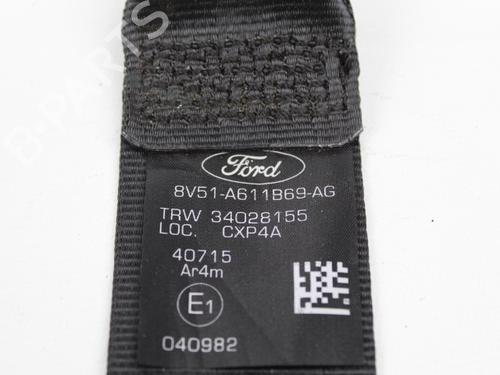 Ford
8V51-A611B69-AG
TRW 34028155
LOC. CXP4A
40715
Ar4m
E1
040982
B-PARTS